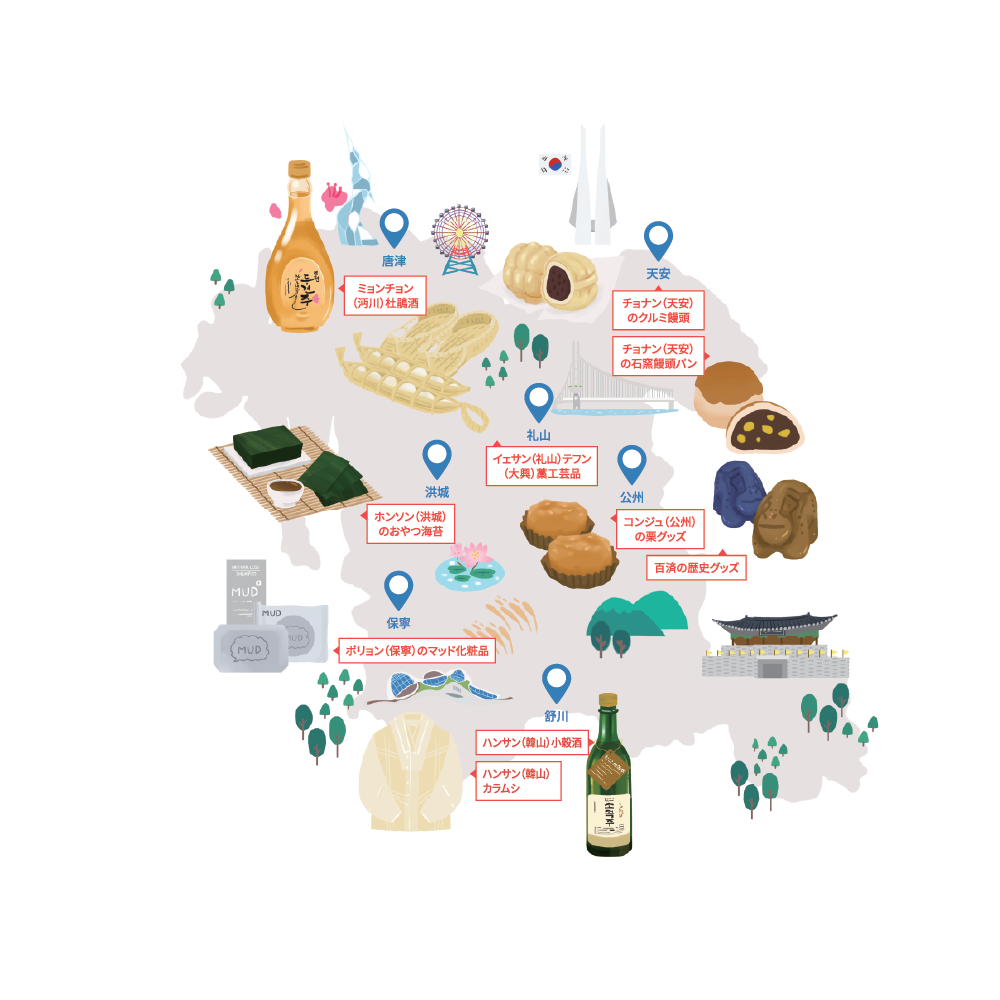 唐津
ミョンチョン
（沔川）杜鵑酒
天安
チョナン（天安）
のクルミ饅頭
チョナン（天安）
の石窯饅頭パン
礼山
イェサン（礼山）テフン
（大興）藁工芸品
洪城
ホンソン（洪城）
のおやつ海苔
公州
コンジュ（公州）
の栗グッズ
百済の歴史グッズ
MUD
MUD
MUD
MUD
保寧
ボリョン（保寧）のマッド化粧品
舒川
ハンサン（韓山）小穀酒
ハンサン（韓山）
カラムシ